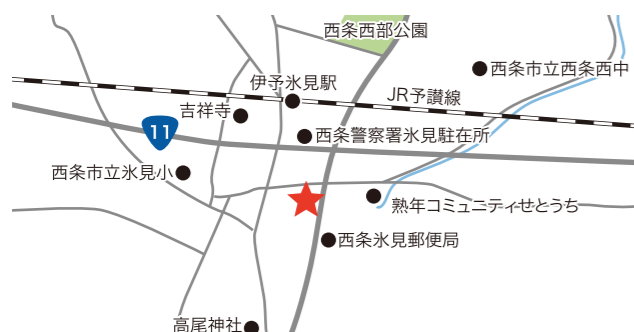 西条西部公園
西条市立西条西中
伊予氷見駅
JR予讃線
吉祥寺
11
西条警察署氷見駐在所
西条市立氷見小
熟年コミュニティせとうち
西条氷見郵便局
高尾神社